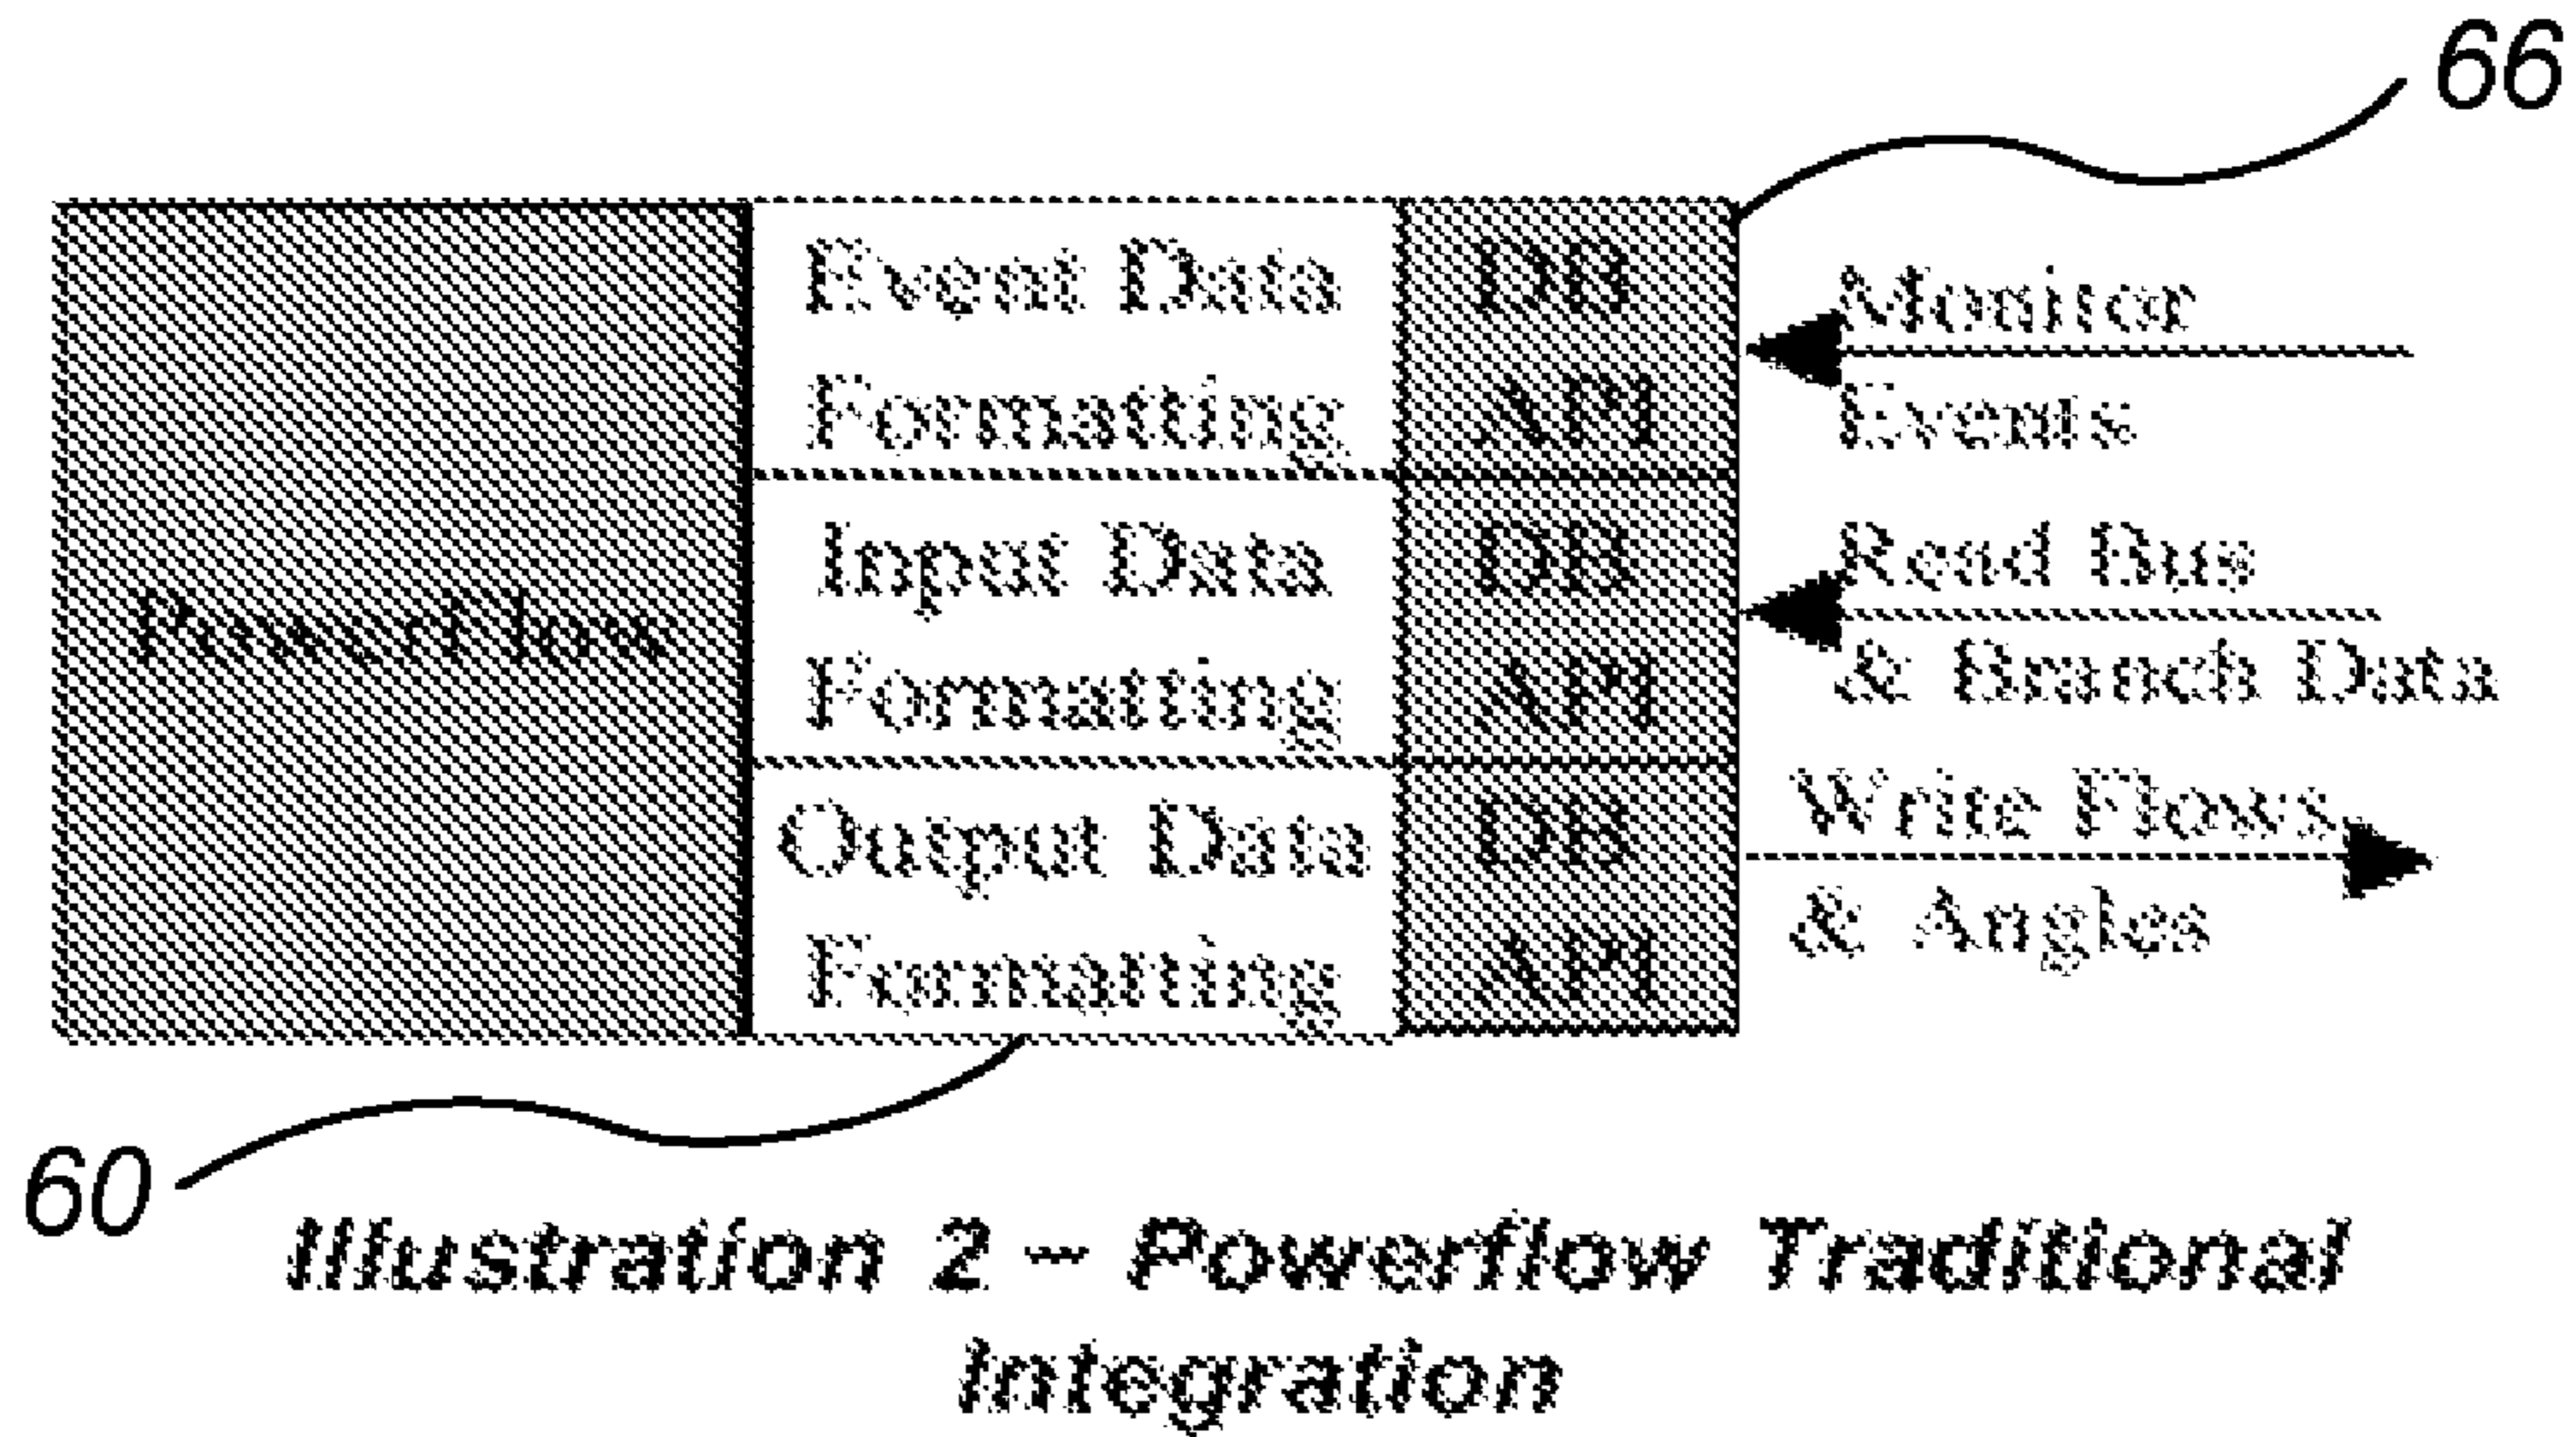 66
Event Data
Formatting
DB
API
Monitor
Events
Powerflow
Input Data
Formatting
DB
API
Read Bus
& Branch Data
Output Data
Formatting
DB
API
Write Flows
& Angles
60
Illustration 2 – Powerflow Traditional
Integration